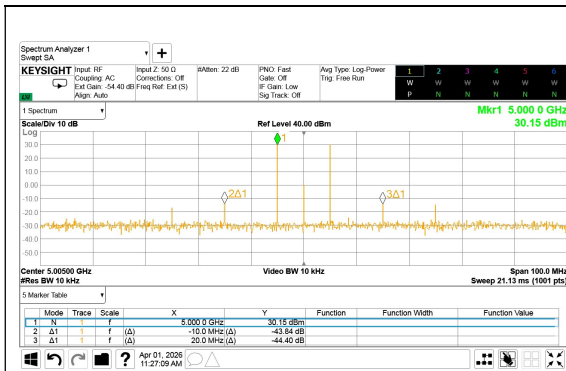 Spectrum Analyzer 1
Swept SA
+
KEYSIGHT
Input: RF
Coupling: AC
Ext Gain: -54.40 dB
Align: Auto
Input Z: 50 Ω
Corrections: Off
Freq Ref: Ext (S)
#Atten: 22 dB
PNO: Fast
Gate: Off
IF Gain: Low
Sig Track: Off
Avg Type: Log-Power
Trig: Free Run
1 2 3 4 5 6
W W W W W W
P N N N N N
LXI
1 Spectrum
Scale/Div 10 dB
Ref Level 40.00 dBm
Mkr1 5.000 0 GHz
30.15 dBm
Log
30.0
20.0
10.0
0.00
-10.0
-20.0
-30.0
-40.0
-50.0
1
2Δ1
3Δ1
Center 5.00500 GHz
#Res BW 10 kHz
Video BW 10 kHz
Span 100.0 MHz
Sweep 21.13 ms (1001 pts)
5 Marker Table
Mode Trace Scale X Y Function Function Width Function Value
1 N 1 f 5.000 0 GHz 30.15 dBm
2 Δ1 1 f (Δ) -10.0 MHz (Δ) -43.84 dB
3 Δ1 1 f (Δ) 20.0 MHz (Δ) -44.40 dB
?
Apr 01, 2026
11:27:09 AM